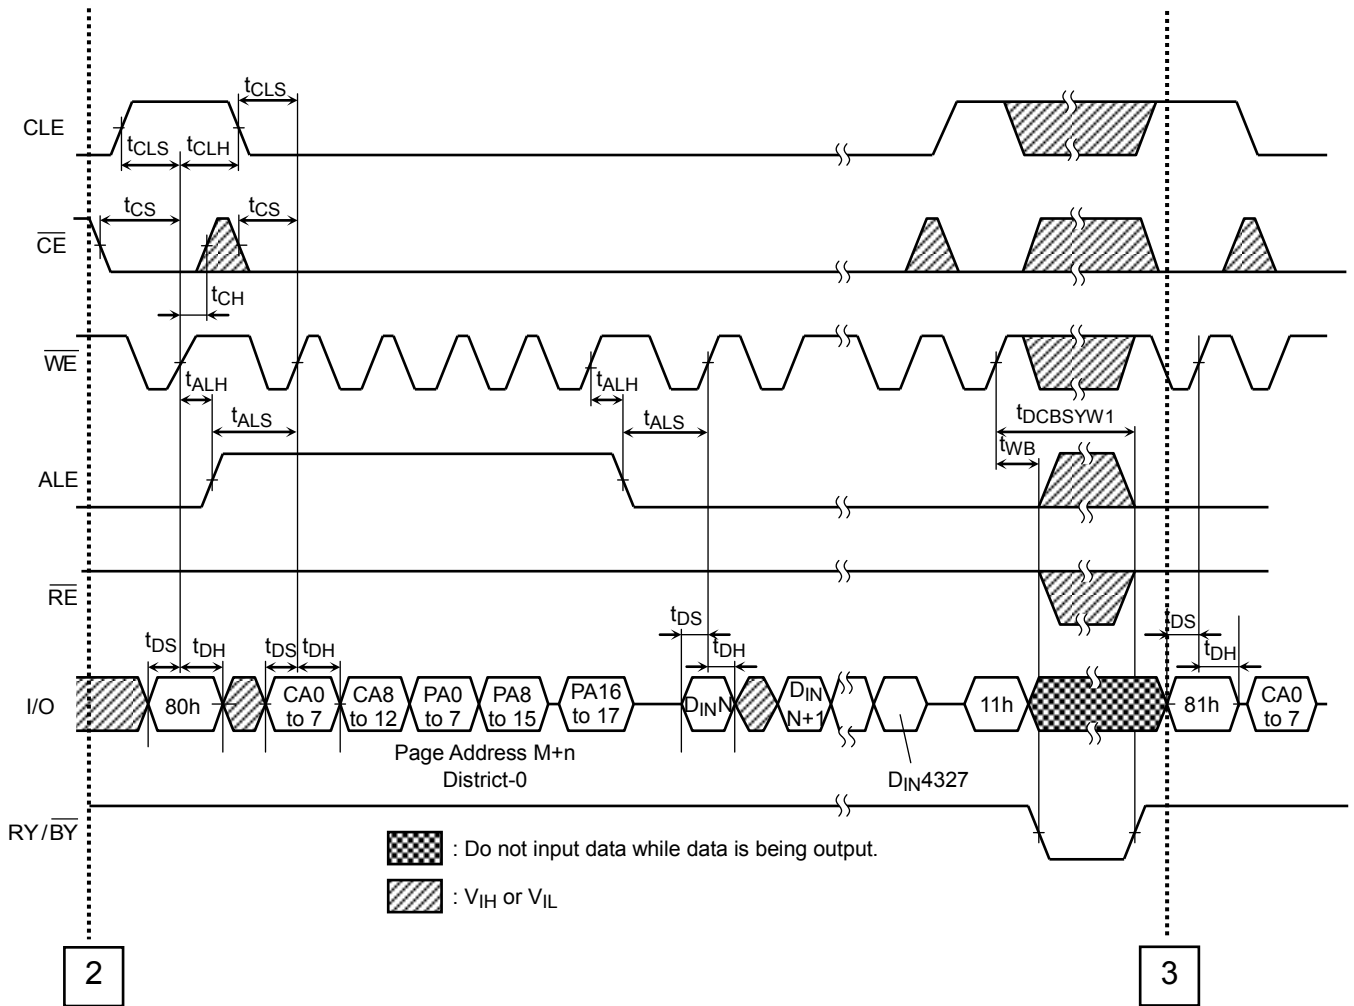 tCLS
CLE
tCLS
tCLH
tCS
tCS
CE
tCH
WE
tALH
tALH
tALS
tALS
tDCBSYW1
tWB
ALE
RE
tDS
tDH
tDS
tDH
tDS
tDH
DS
tDH
I/O
80h
CA0
to 7
CA8
to 12
PA0
to 7
PA8
to 15
PA16
to 17
DINN
DIN
N+1
11h
81h
CA0
to 7
Page Address M+n
District-0
DIN4327
RY/BY
: Do not input data while data is being output.
: VIH or VIL
2
3